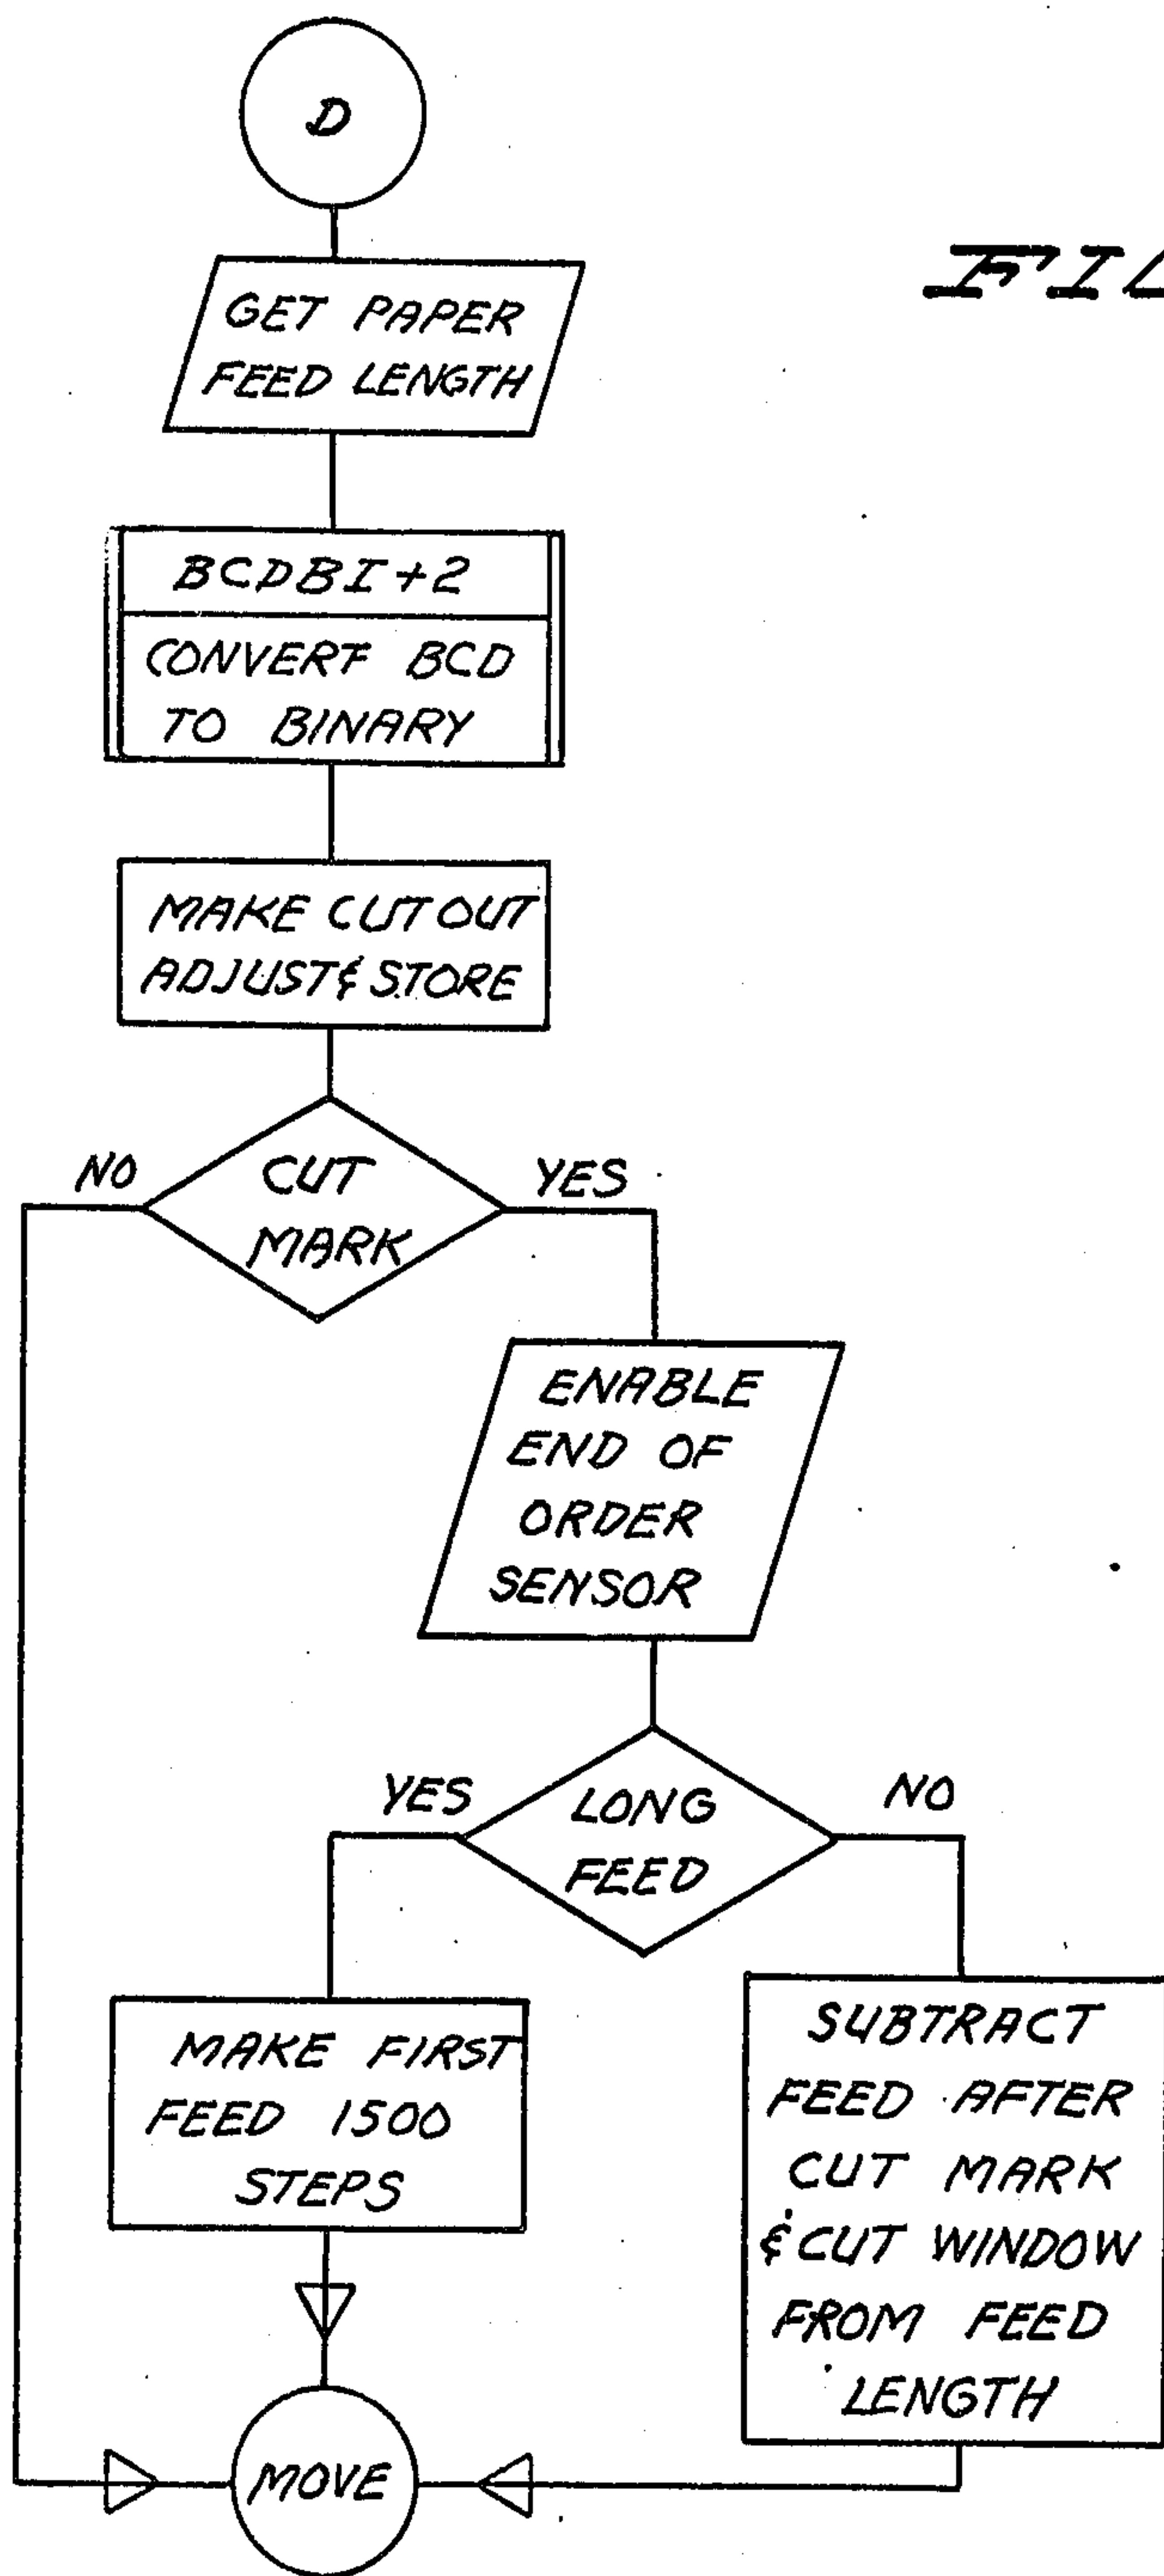 D
GET PAPER
FEED LENGTH
BCDBI+2
CONVERT BCD
TO BINARY
MAKE CUT OUT
ADJUST & STORE
NO
CUT
MARK
YES
ENABLE
END OF
ORDER
SENSOR
YES
LONG
FEED
NO
MAKE FIRST
FEED 1500
STEPS
SUBTRACT
FEED AFTER
CUT MARK
& CUT WINDOW
FROM FEED
LENGTH
MOVE